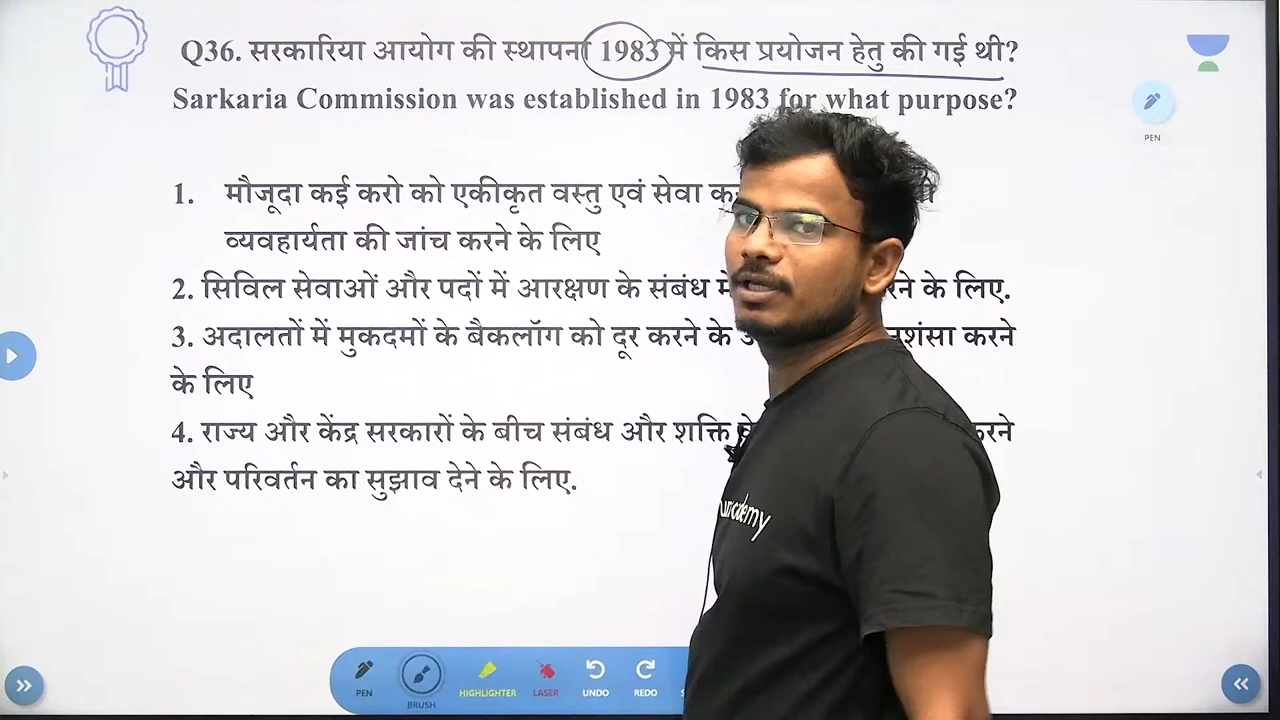 Q36. सरकारिया आयोग की स्थापना 1983 में किस प्रयोजन हेतु की गई थी?
Sarkaria Commission was established in 1983 for what purpose?
PEN
1. मौजूदा कई करो को एकीकृत वस्तु एवं सेवा
व्यवहार्यता की जांच करने के लिए
2. सिविल सेवाओं और पदों में आरक्षण के संबंध में के लिए.
3. अदालतों में मुकदमों के बैकलॉग को दूर करने के करने
के लिए
4. राज्य और केंद्र सरकारों के बीच संबंध और शक्ति
और परिवर्तन का सुझाव देने के लिए.
unacademy
PEN
BRUSH
HIGHLIGHTER
LASER
UNDO
REDO